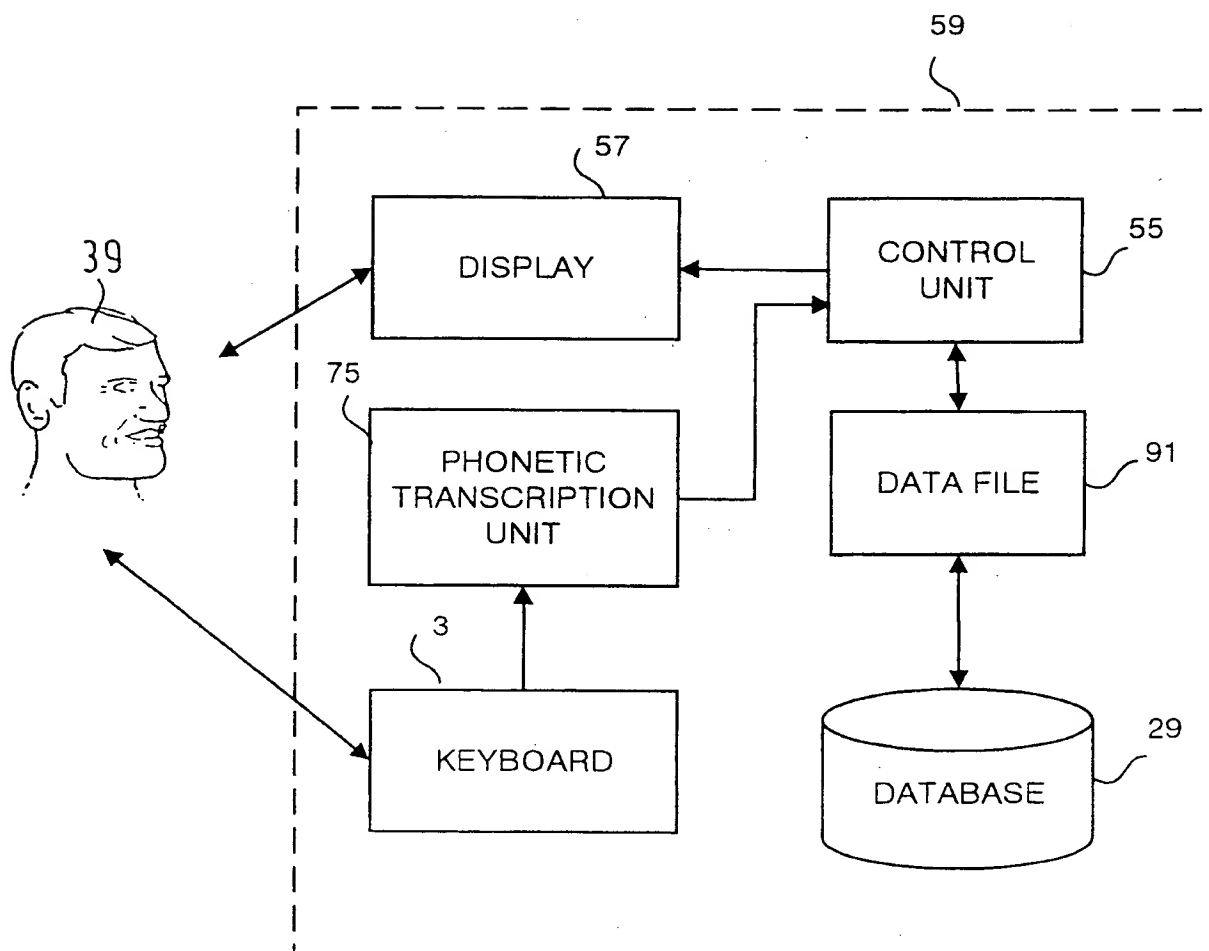 59
57
DISPLAY
CONTROL
UNIT
55
39
75
PHONETIC
TRANSCRIPTION
UNIT
DATA FILE
91
3
KEYBOARD
DATABASE
29